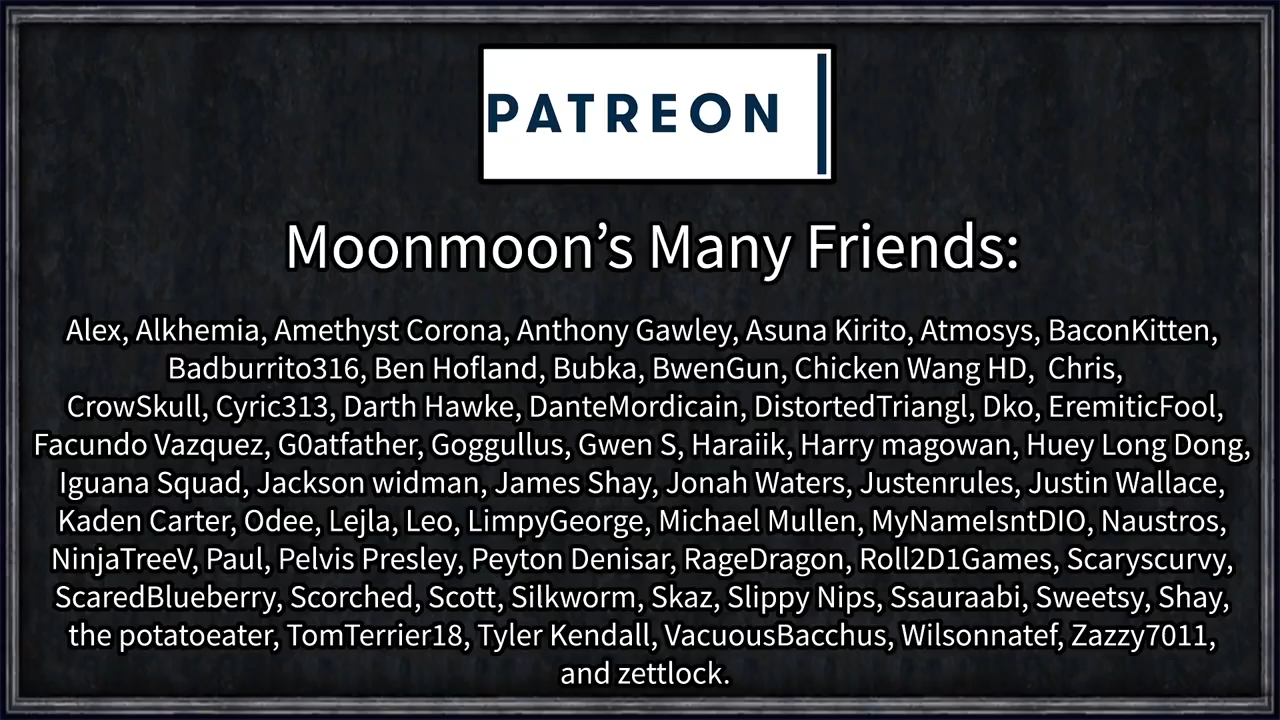 PATREON
Moonmoon’s Many Friends:
Alex, Alkhemia, Amethyst Corona, Anthony Gawley, Asuna Kirito, Atmosys, BaconKitten,
Badburrito316, Ben Hofland, Bubka, BwenGun, Chicken Wang HD,  Chris,
CrowSkull, Cyric313, Darth Hawke, DanteMordicain, DistortedTriangl, Dko, EremiticFool,
Facundo Vazquez, G0atfather, Goggullus, Gwen S, Haraiik, Harry magowan, Huey Long Dong,
Iguana Squad, Jackson widman, James Shay, Jonah Waters, Justenrules, Justin Wallace,
Kaden Carter, Odee, Lejla, Leo, LimpyGeorge, Michael Mullen, MyNameIsntDIO, Naustros,
NinjaTreeV, Paul, Pelvis Presley, Peyton Denisar, RageDragon, Roll2D1Games, Scaryscurvy,
ScaredBlueberry, Scorched, Scott, Silkworm, Skaz, Slippy Nips, Ssauraabi, Sweetsy, Shay,
the potatoeater, TomTerrier18, Tyler Kendall, VacuousBacchus, Wilsonnatef, Zazzy7011,
and zettlock.